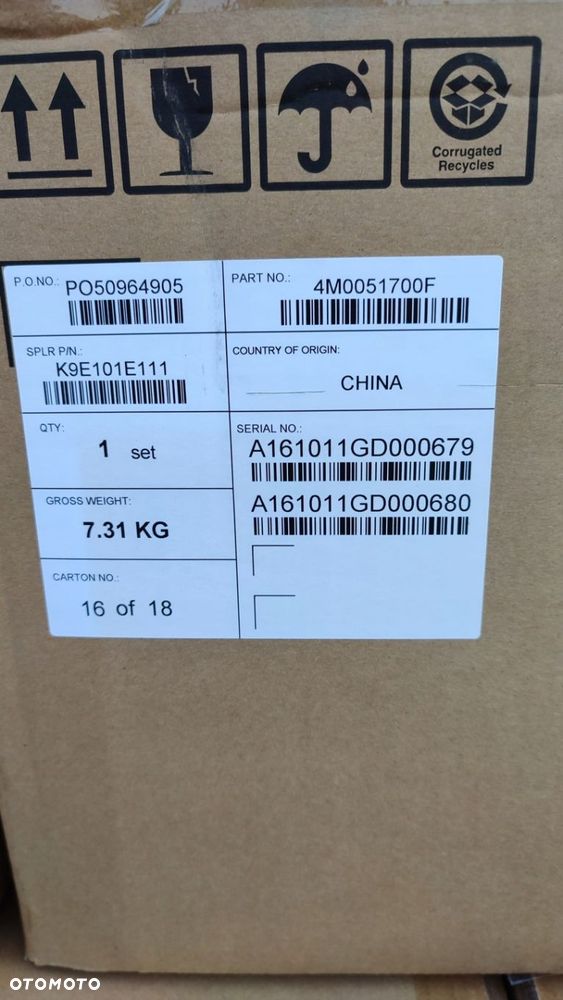 Corrugated
Recycles
P.O.NO.: PO50964905
PART NO.: 4M0051700F
SPLR P/N.: K9E101E111
COUNTRY OF ORIGIN:
CHINA
QTY: 1 set
SERIAL NO.:
A161011GD000679
A161011GD000680
GROSS WEIGHT:
7.31 KG
CARTON NO.:
16 of 18
OTOMOTO